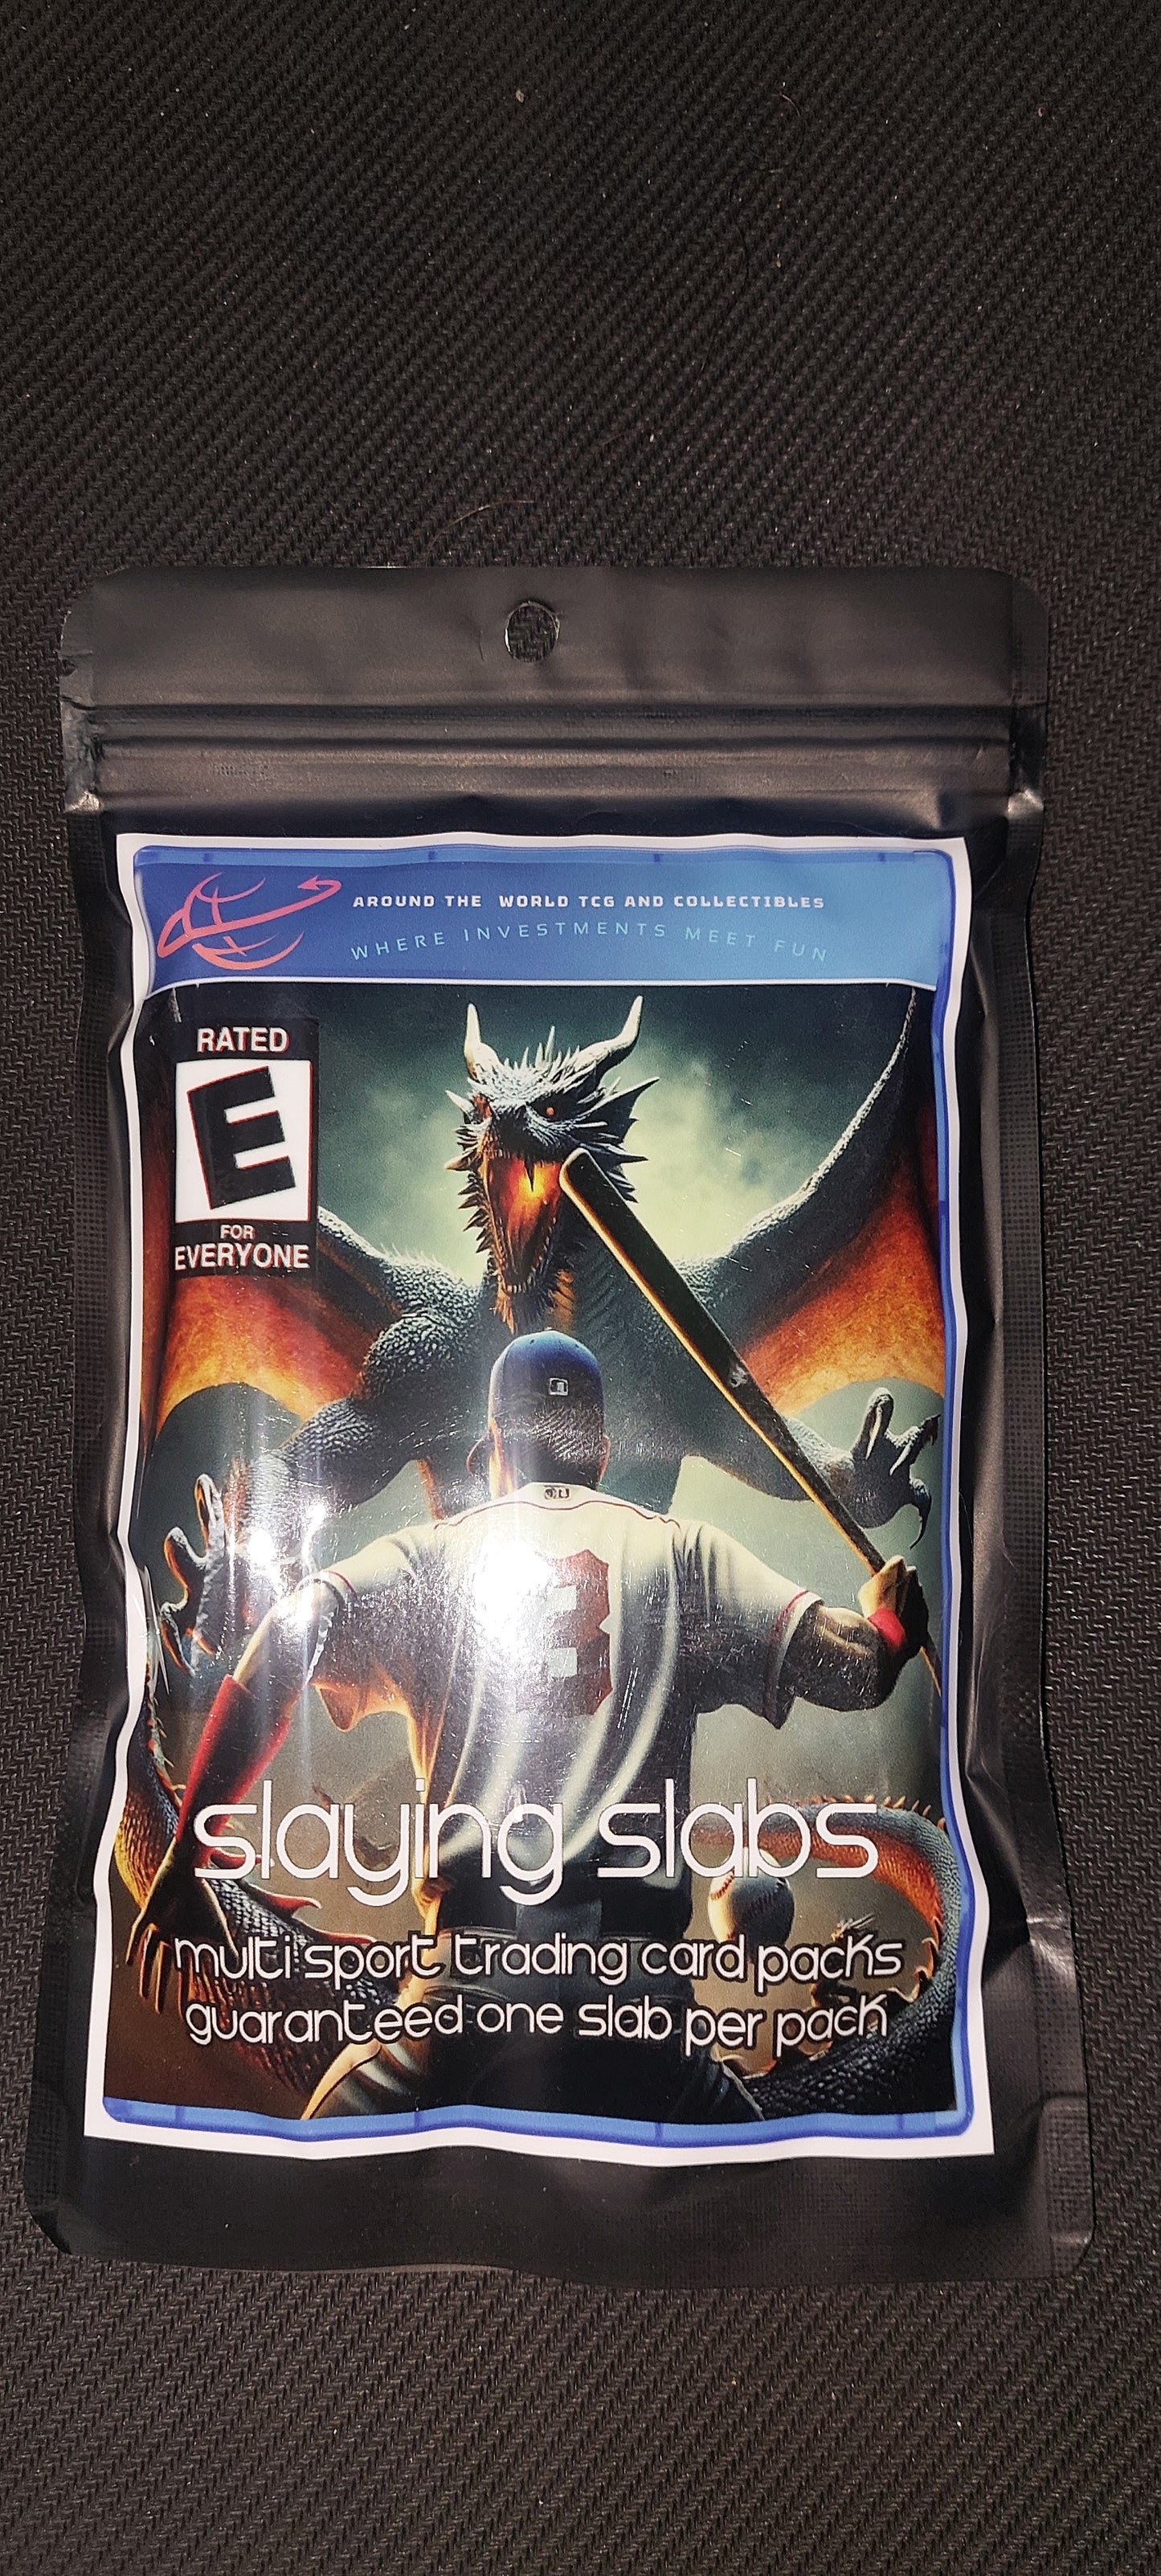 AROUND THE WORLD TCG AND COLLECTIBLES
WHERE INVESTMENTS MEET FUN
RATED
E
FOR
EVERYONE
slaying slabs
multi sport trading card packs
guaranteed one slab per pack